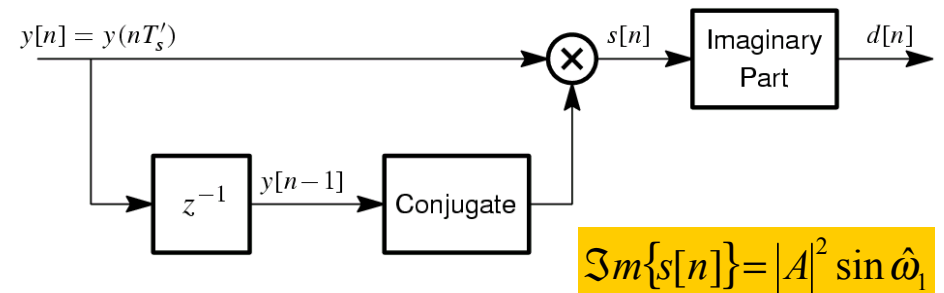 y[n] = y(nT′ₛ)
s[n]
Imaginary
Part
d[n]
z⁻¹
y[n−1]
Conjugate
ℑm{s[n]}=|A|² sin ω̂₁